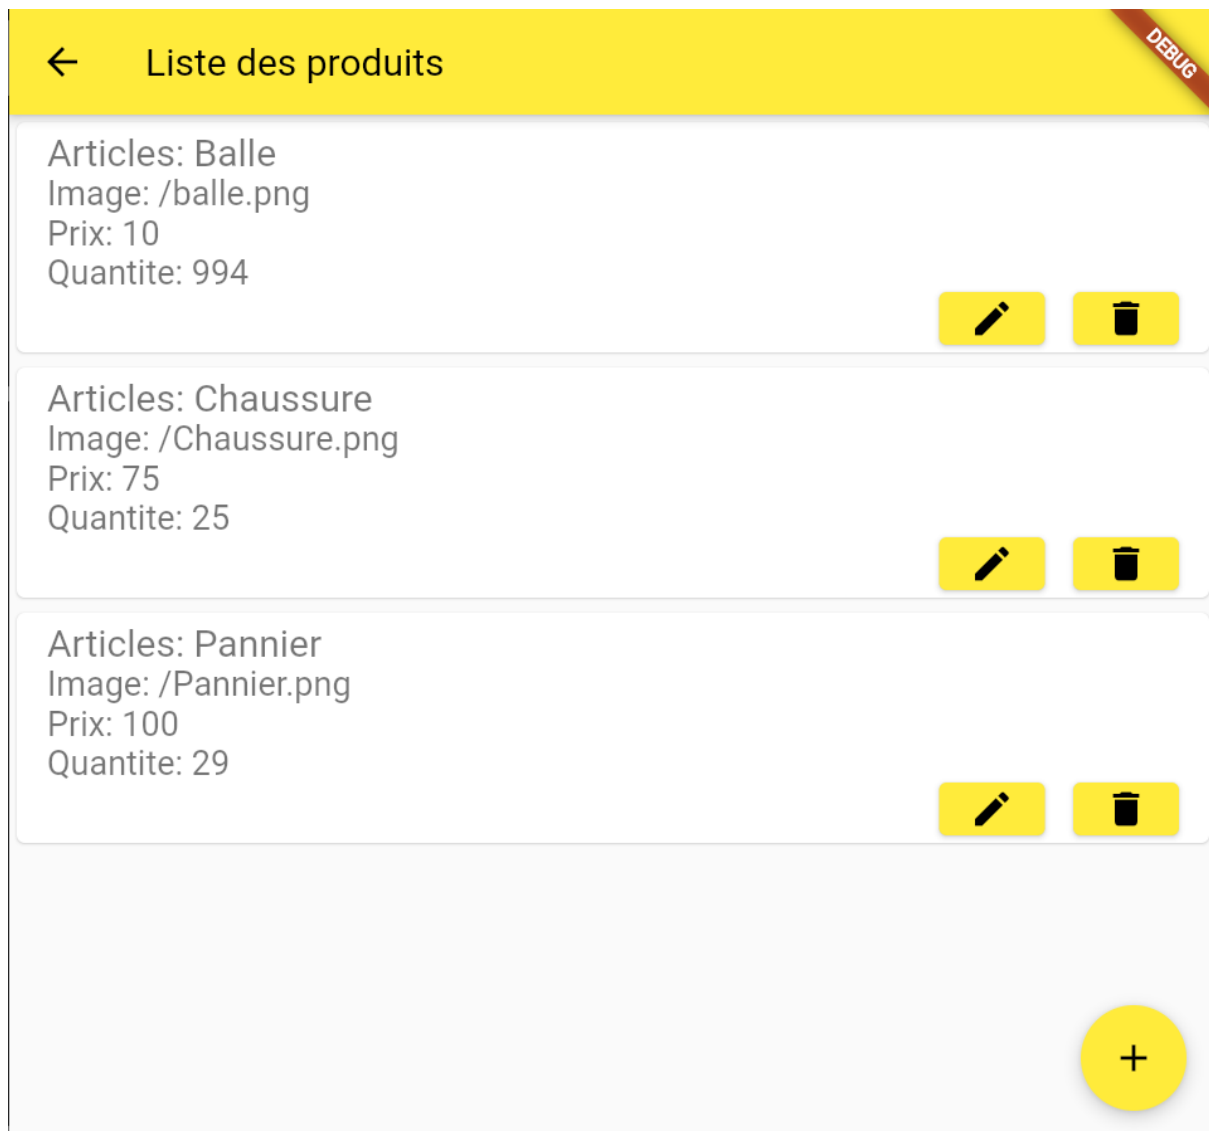 Liste des produits
DEBUG
Articles: Balle
Image: /balle.png
Prix: 10
Quantite: 994
Articles: Chaussure
Image: /Chaussure.png
Prix: 75
Quantite: 25
Articles: Pannier
Image: /Pannier.png
Prix: 100
Quantite: 29